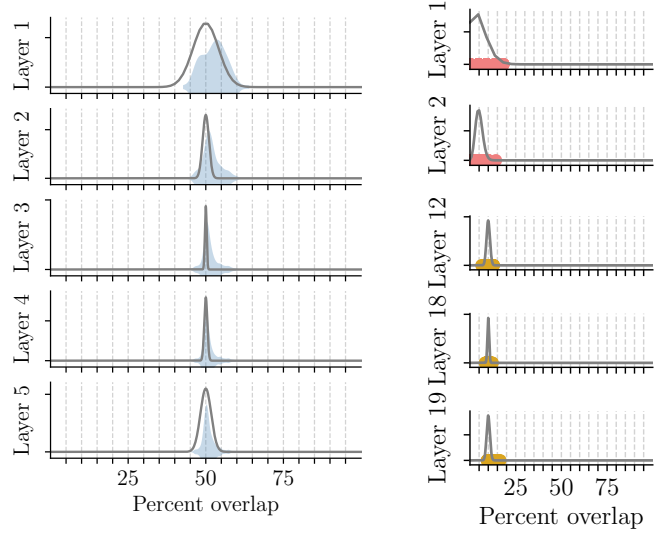 Layer 1
Layer 2
Layer 3
Layer 4
Layer 5
25 50 75
Percent overlap
Layer 1
Layer 2
Layer 12
Layer 18
Layer 19
25 50 75
Percent overlap